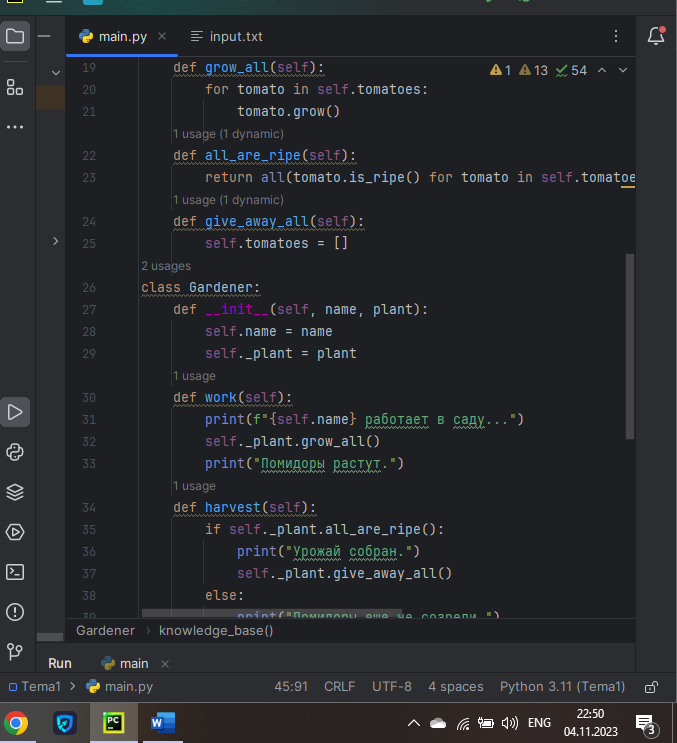 main.py input.txt
19 def grow_all(self): 1 13 54
20 for tomato in self.tomatoes:
21 tomato.grow()
1 usage (1 dynamic)
22 def all_are_ripe(self):
23 return all(tomato.is_ripe() for tomato in self.tomatoe
1 usage (1 dynamic)
24 def give_away_all(self):
25 self.tomatoes = []
2 usages
26 class Gardener:
27 def __init__(self, name, plant):
28 self.name = name
29 self._plant = plant
1 usage
30 def work(self):
31 print(f"{self.name} работает в саду...")
32 self._plant.grow_all()
33 print("Помидоры растут.")
1 usage
34 def harvest(self):
35 if self._plant.all_are_ripe():
36 print("Урожай собран.")
37 self._plant.give_away_all()
38 else:
39 print("Помидоры еще не созрели.")
Gardener knowledge_base()
Run main
Tema1 main.py 45:91 CRLF UTF-8 4 spaces Python 3.11 (Tema1)
PC W ENG 22:50
04.11.2023 3